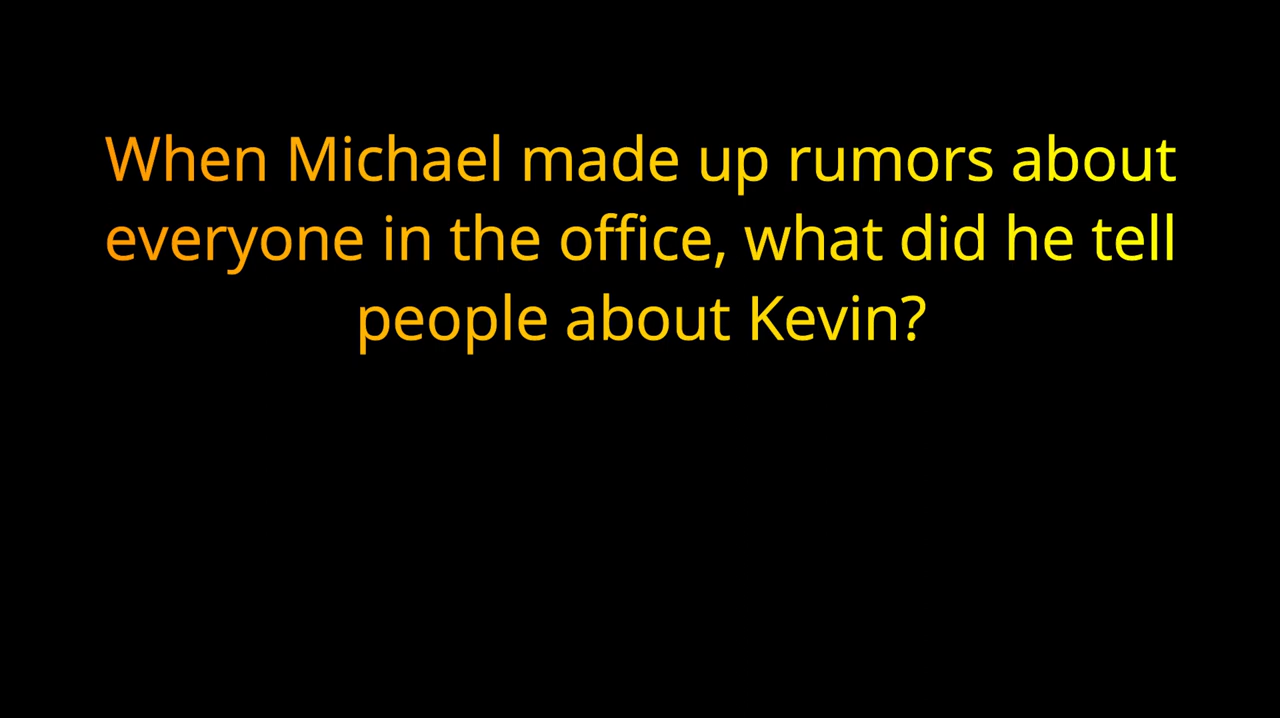 When Michael made up rumors about
everyone in the office, what did he tell
people about Kevin?